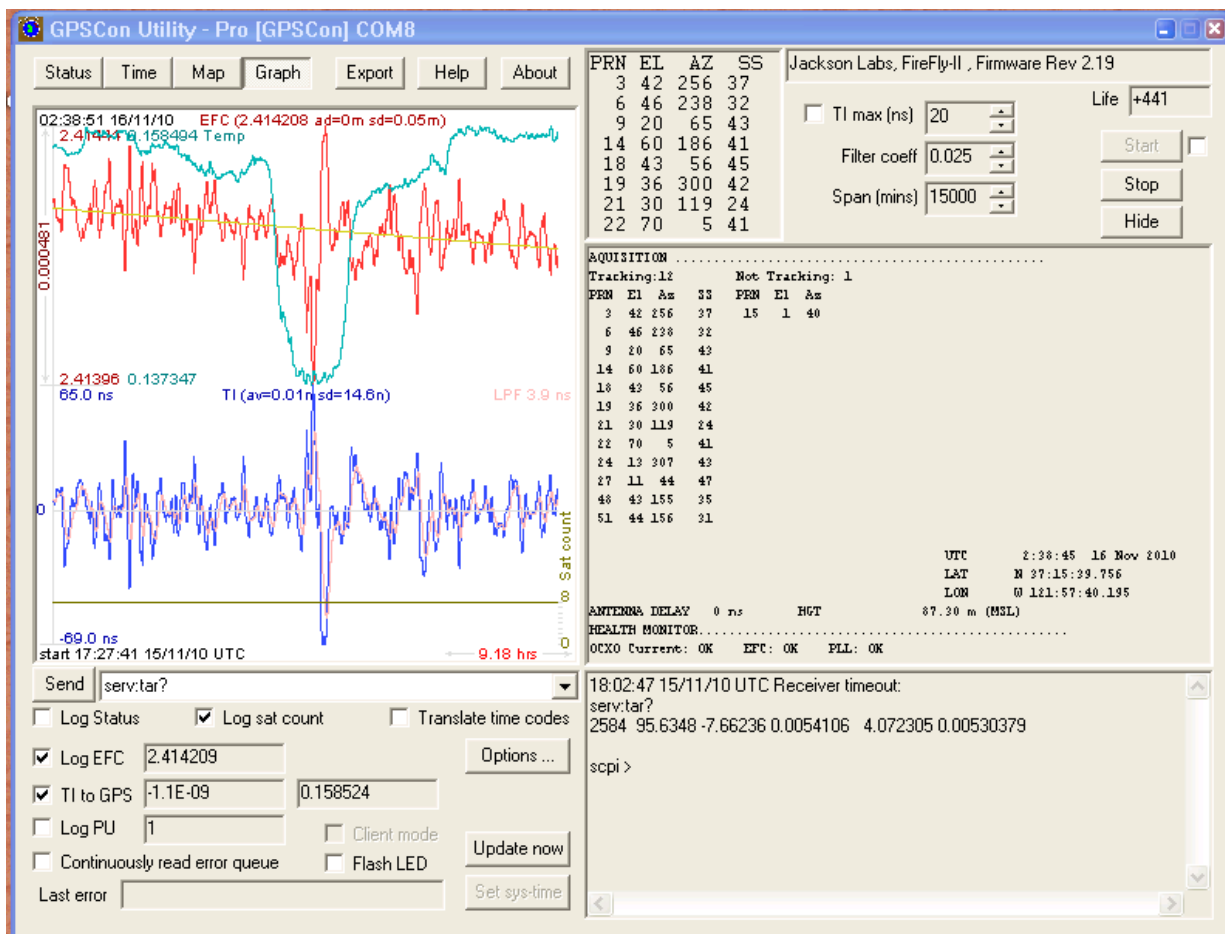 GPSCon Utility - Pro [GPSCon] COM8
Status Time Map Graph Export Help About
02:38:51 16/11/10 EFC (2.414208 ad=0m sd=0.05m)
2.41444 0.158494 Temp
0.000481
2.41396 0.137347
65.0 ns TI (av=0.01n sd=14.6n) LPF 3.9 ns
0
Sat count
8
0
-69.0 ns
start 17:27:41 15/11/10 UTC 9.18 hrs
PRN EL AZ SS
3 42 256 37
6 46 238 32
9 20 65 43
14 60 186 41
18 43 56 45
19 36 300 42
21 30 119 24
22 70 5 41
Jackson Labs, FireFly-II , Firmware Rev 2.19
Life +441
TI max (ns) 20
Filter coeff 0.025
Span (mins) 15000
Start
Stop
Hide
AQUISITION ................................................
Tracking:12 Not Tracking: 1
PRN El Az SS PRN El Az
3 42 256 37 15 1 40
6 46 238 32
9 20 65 43
14 60 186 41
18 43 56 45
19 36 300 42
21 30 119 24
22 70 5 41
24 13 307 43
27 11 44 47
48 43 155 35
51 44 156 31
UTC 2:38:45 16 Nov 2010
LAT N 37:15:39.756
LON W 121:57:40.195
ANTENNA DELAY 0 ns HGT 87.30 m (MSL)
HEALTH MONITOR................................................
OCXO Current: OK EFC: OK PLL: OK
Send serv:tar?
Log Status Log sat count Translate time codes
Log EFC 2.414209 Options ...
TI to GPS -1.1E-09 0.158524
Log PU 1 Client mode
Continuously read error queue Flash LED
Update now
Last error
Set sys-time
18:02:47 15/11/10 UTC Receiver timeout:
serv:tar?
2584 95.6348 -7.66236 0.0054106 4.072305 0.00530379
scpi >